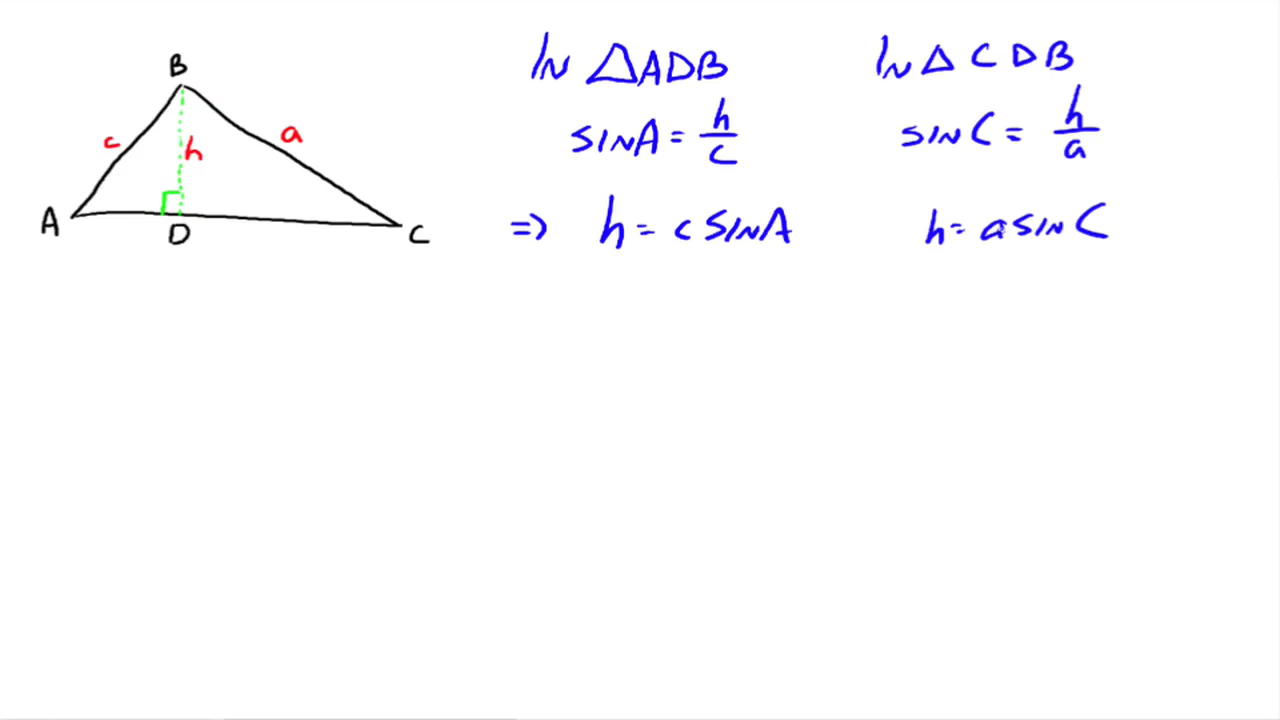 B
c
h
a
A
D
C
IN △ADB
sinA = h/c
=> h = c sinA
IN △CDB
sinC = h/a
h = a sinC